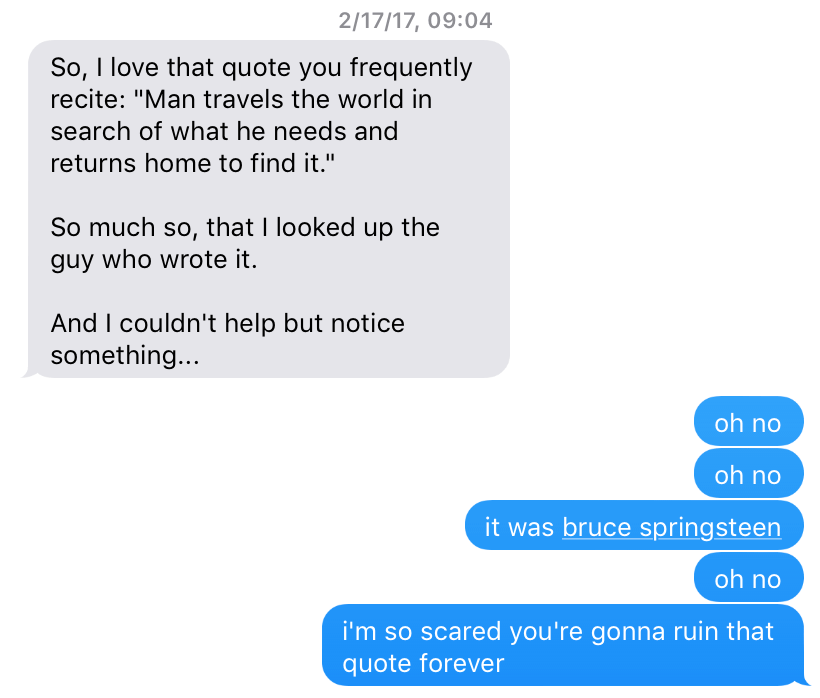 2/17/17, 09:04
So, I love that quote you frequently
recite: "Man travels the world in
search of what he needs and
returns home to find it."
So much so, that I looked up the
guy who wrote it.
And I couldn't help but notice
something...
oh no
oh no
it was bruce springsteen
oh no
i'm so scared you're gonna ruin that
quote forever